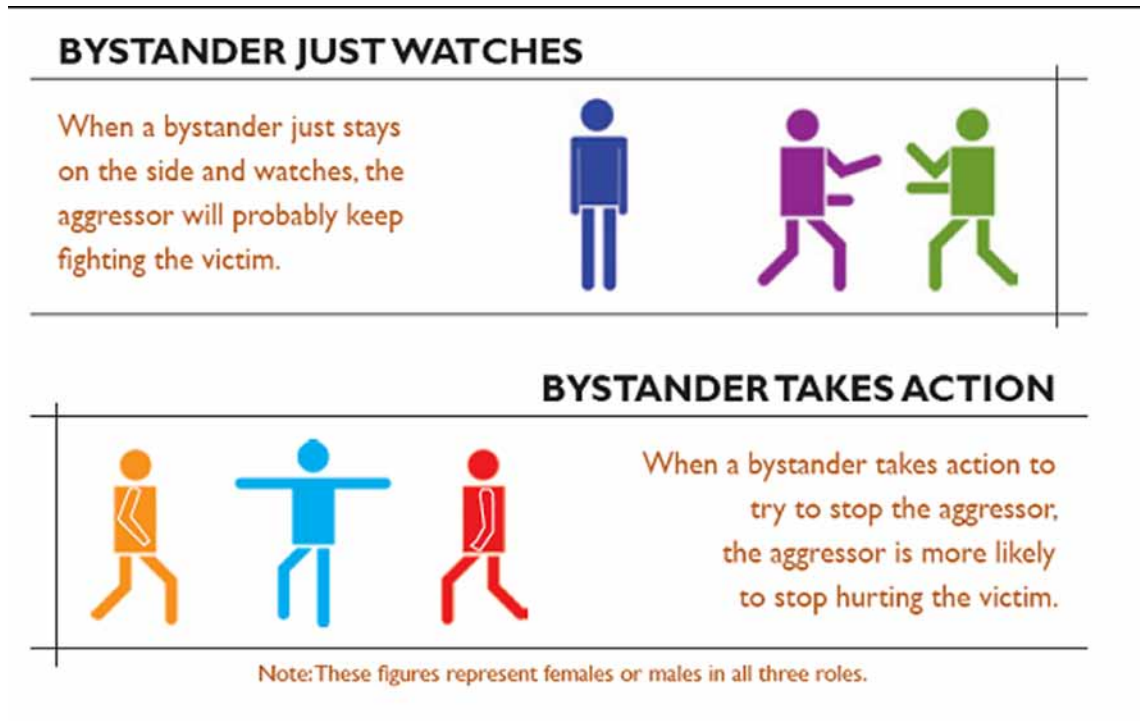 BYSTANDER JUST WATCHES
When a bystander just stays
on the side and watches, the
aggressor will probably keep
fighting the victim.
BYSTANDER TAKES ACTION
When a bystander takes action to
try to stop the aggressor,
the aggressor is more likely
to stop hurting the victim.
Note: These figures represent females or males in all three roles.